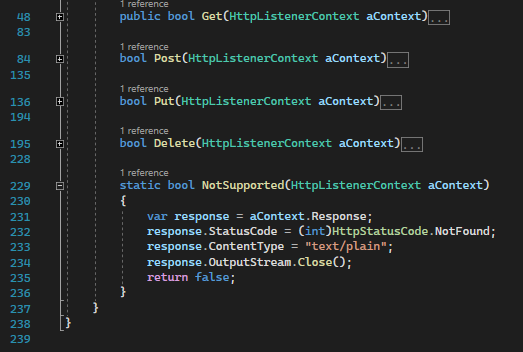 1 reference
48 public bool Get(HttpListenerContext aContext)...
83
1 reference
84 bool Post(HttpListenerContext aContext)...
135
1 reference
136 bool Put(HttpListenerContext aContext)...
194
1 reference
195 bool Delete(HttpListenerContext aContext)...
228
1 reference
229 static bool NotSupported(HttpListenerContext aContext)
230 {
231 var response = aContext.Response;
232 response.StatusCode = (int)HttpStatusCode.NotFound;
233 response.ContentType = "text/plain";
234 response.OutputStream.Close();
235 return false;
236 }
237 }
238 }
239